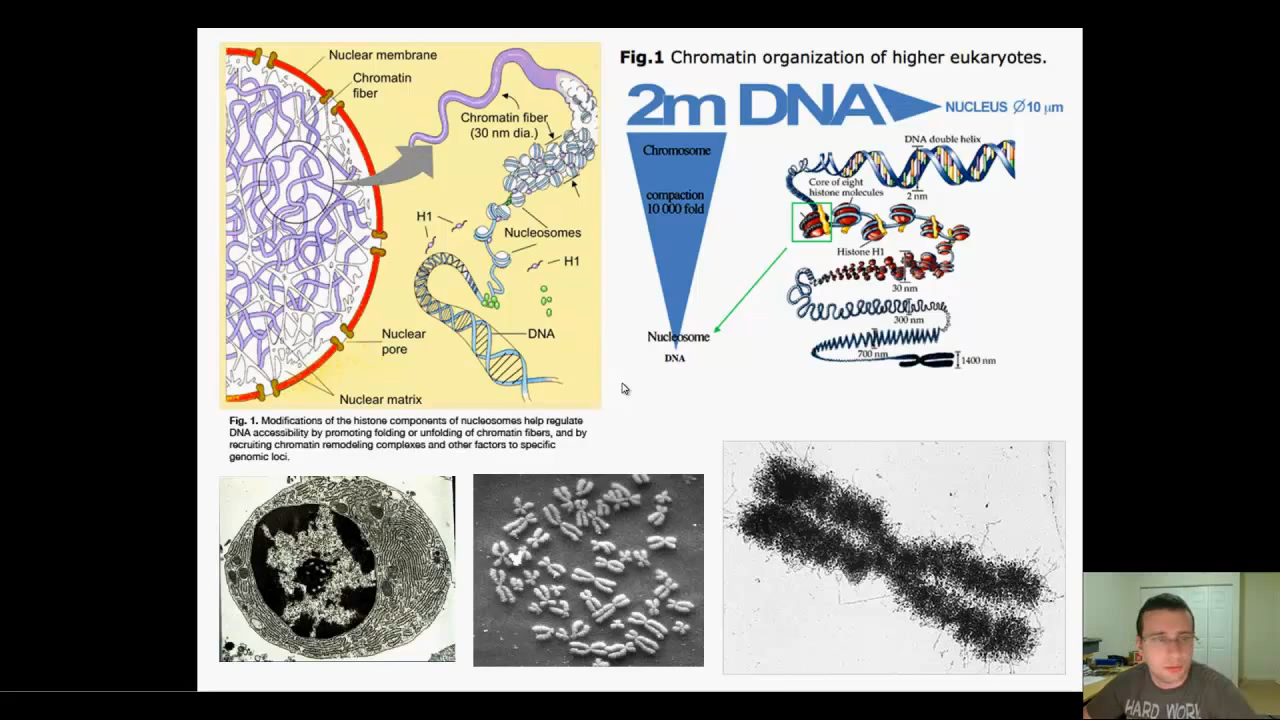 Nuclear membrane
Chromatin
fiber
Chromatin fiber
(30 nm dia.)
H1
Nucleosomes
H1
DNA
Nuclear
pore
Nuclear matrix
Fig. 1. Modifications of the histone components of nucleosomes help regulate
DNA accessibility by promoting folding or unfolding of chromatin fibers, and by
recruiting chromatin remodeling complexes and other factors to specific
genomic loci.
Fig.1 Chromatin organization of higher eukaryotes.
2m DNA
NUCLEUS Ø 10 µm
Chromosome
compaction
10 000 fold
Nucleosome
DNA
DNA double helix
Core of eight
histone molecules
2 nm
Histone H1
30 nm
300 nm
700 nm
1400 nm
HARD WORK